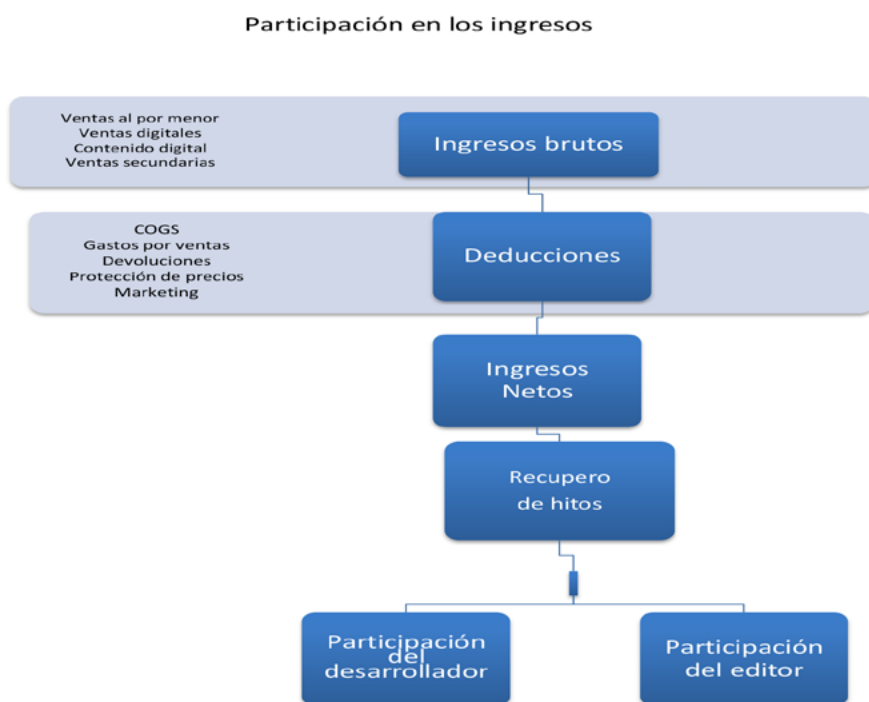 Participación en los ingresos
Ventas al por menor
Ventas digitales
Contenido digital
Ventas secundarias
Ingresos brutos
COGS
Gastos por ventas
Devoluciones
Protección de precios
Marketing
Deducciones
Ingresos
Netos
Recupero
de hitos
Participación
del
desarrollador
Participación
del editor